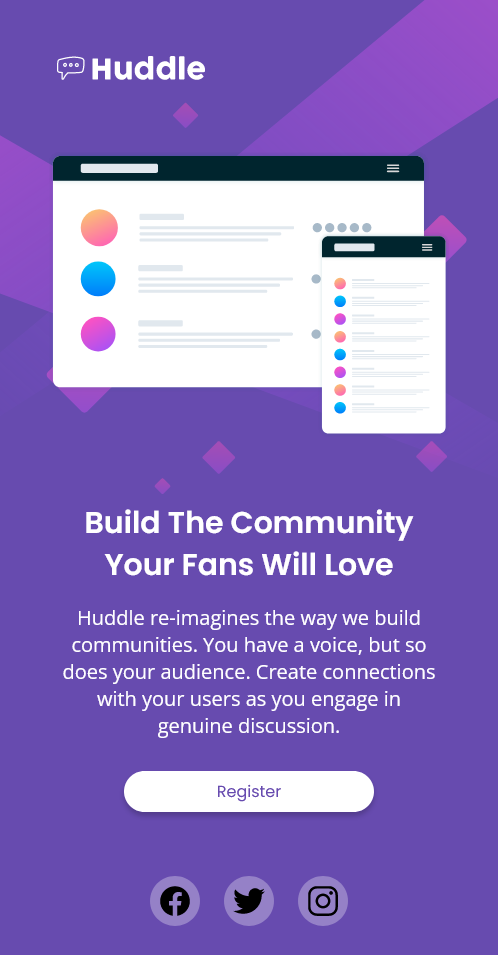 Huddle
Build The Community
Your Fans Will Love
Huddle re-imagines the way we build
communities. You have a voice, but so
does your audience. Create connections
with your users as you engage in
genuine discussion.
Register